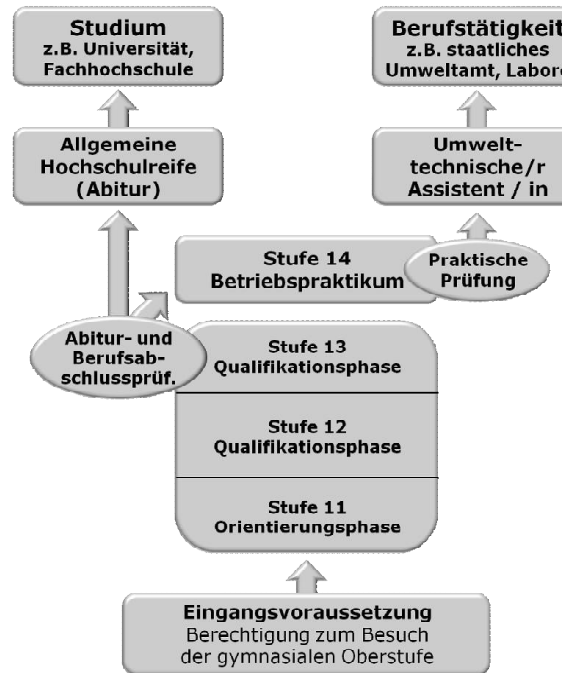 Studium
z.B. Universität,
Fachhochschule
Berufstätigkeit
z.B. staatliches
Umweltamt, Labore
Allgemeine
Hochschulreife
(Abitur)
Umwelt-
technische/r
Assistent / in
Stufe 14
Betriebspraktikum
Praktische
Prüfung
Abitur- und
Berufsab-
schlussprüf.
Stufe 13
Qualifikationsphase
Stufe 12
Qualifikationsphase
Stufe 11
Orientierungsphase
Eingangsvoraussetzung
Berechtigung zum Besuch
der gymnasialen Oberstufe